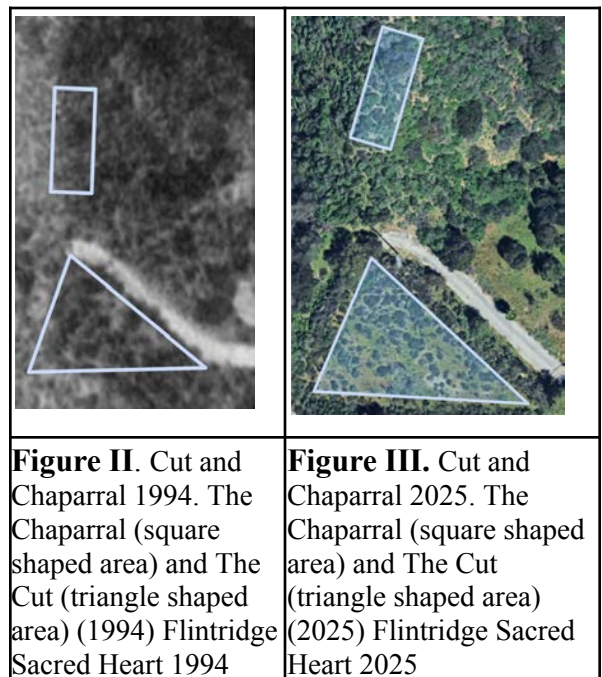 Figure II. Cut and
Chaparral 1994. The
Chaparral (square
shaped area) and The
Cut (triangle shaped
area) (1994) Flintridge
Sacred Heart 1994
Figure III. Cut and
Chaparral 2025. The
Chaparral (square shaped
area) and The Cut
(triangle shaped area)
(2025) Flintridge Sacred
Heart 2025